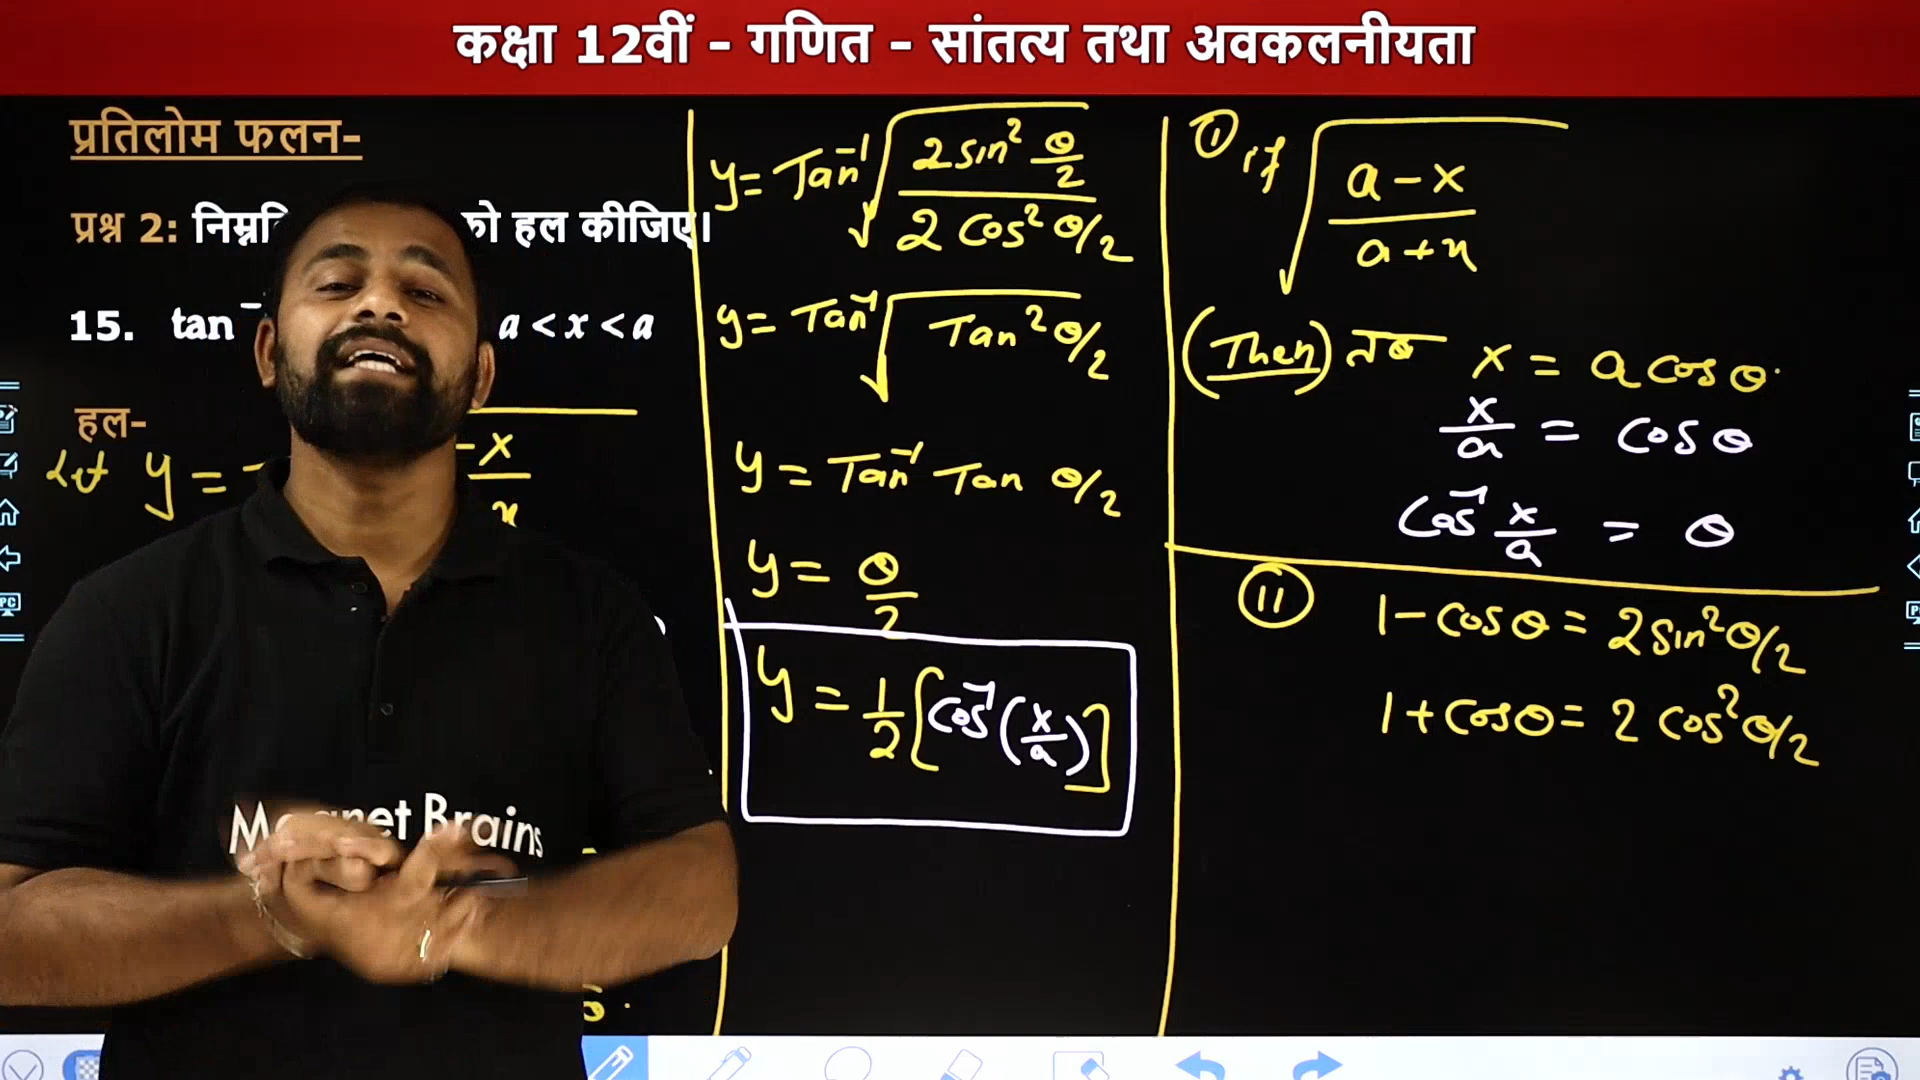 कक्षा 12वीं - गणित - सांतत्य तथा अवकलनीयता
प्रतिलोम फलन-
प्रश्न 2: को हल कीजिए।
15. tan⁻ a < x < a
हल-
Let y =
-x
x
Magnet Brains
y = Tan⁻¹ √(2 sin² θ/2 / 2 Cos² θ/2)
y = Tan⁻¹ √(Tan² θ/2)
y = Tan⁻¹ Tan θ/2
y = θ/2
y = 1/2 [Cos⁻¹ (x/a)]
① if √(a - x / a + x)
(Then) तब x = a cos θ
x/a = cos θ
Cos⁻¹ x/a = θ
⑪ 1 - cos θ = 2 sin² θ/2
1 + cos θ = 2 cos² θ/2